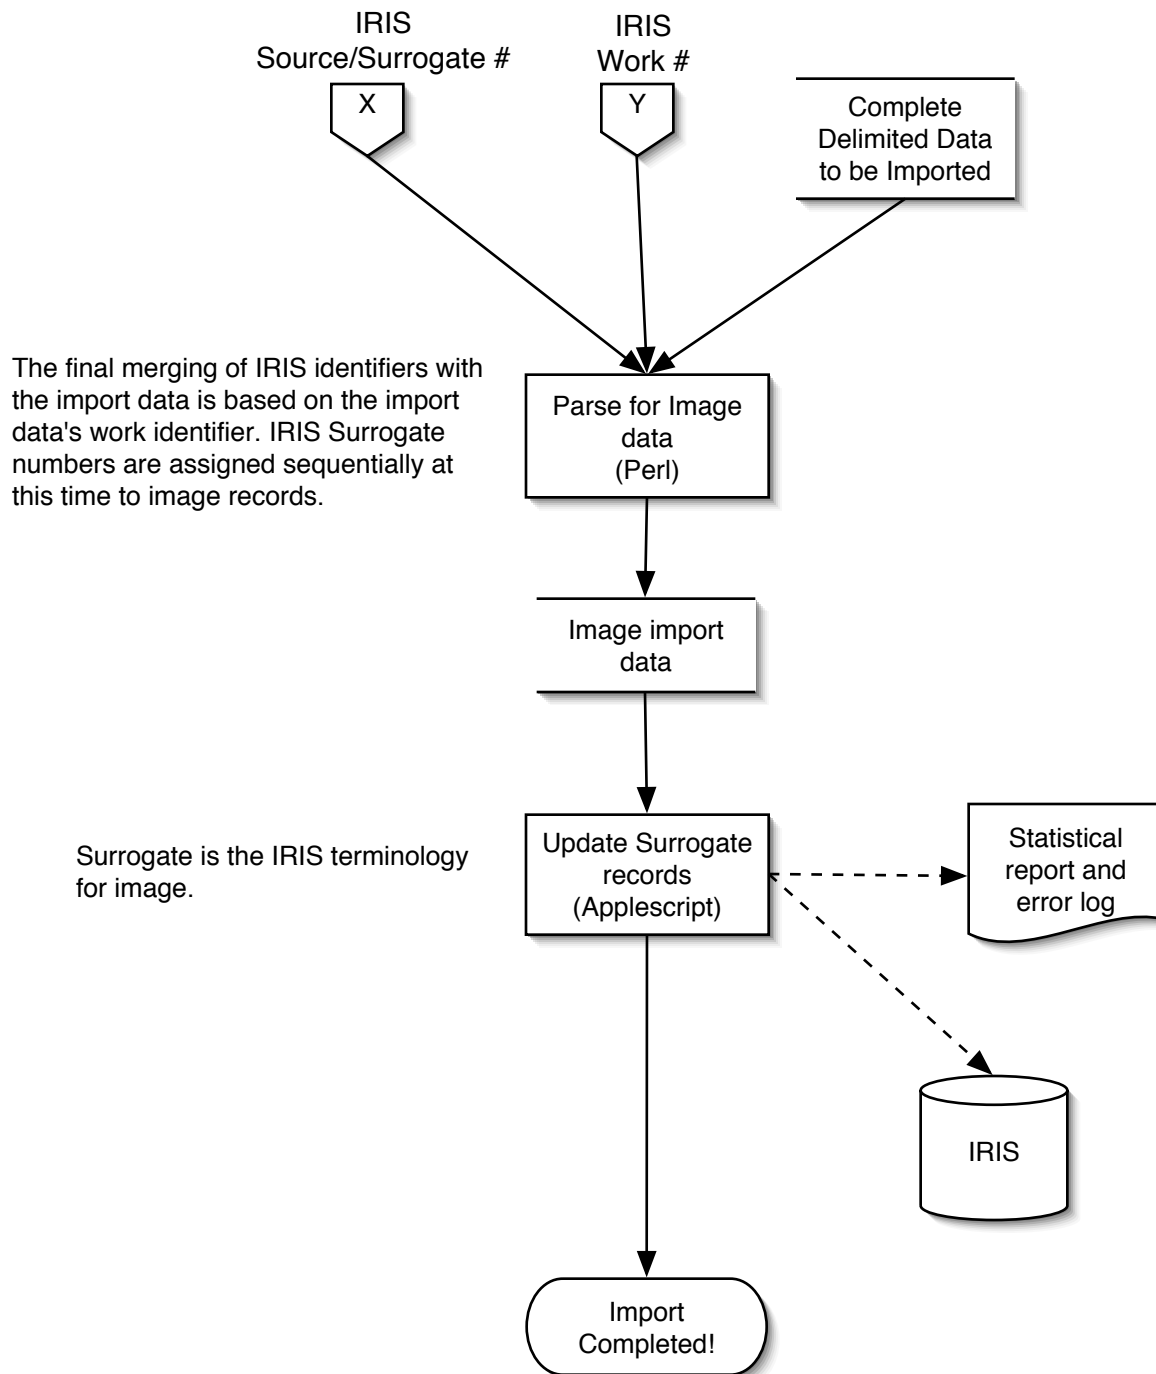 IRIS
Source/Surrogate #
IRIS
Work #
X
Y
Complete
Delimited Data
to be Imported
The final merging of IRIS identifiers with
the import data is based on the import
data's work identifier. IRIS Surrogate
numbers are assigned sequentially at
this time to image records.
Parse for Image
data
(Perl)
Image import
data
Surrogate is the IRIS terminology
for image.
Update Surrogate
records
(Applescript)
Statistical
report and
error log
IRIS
Import
Completed!